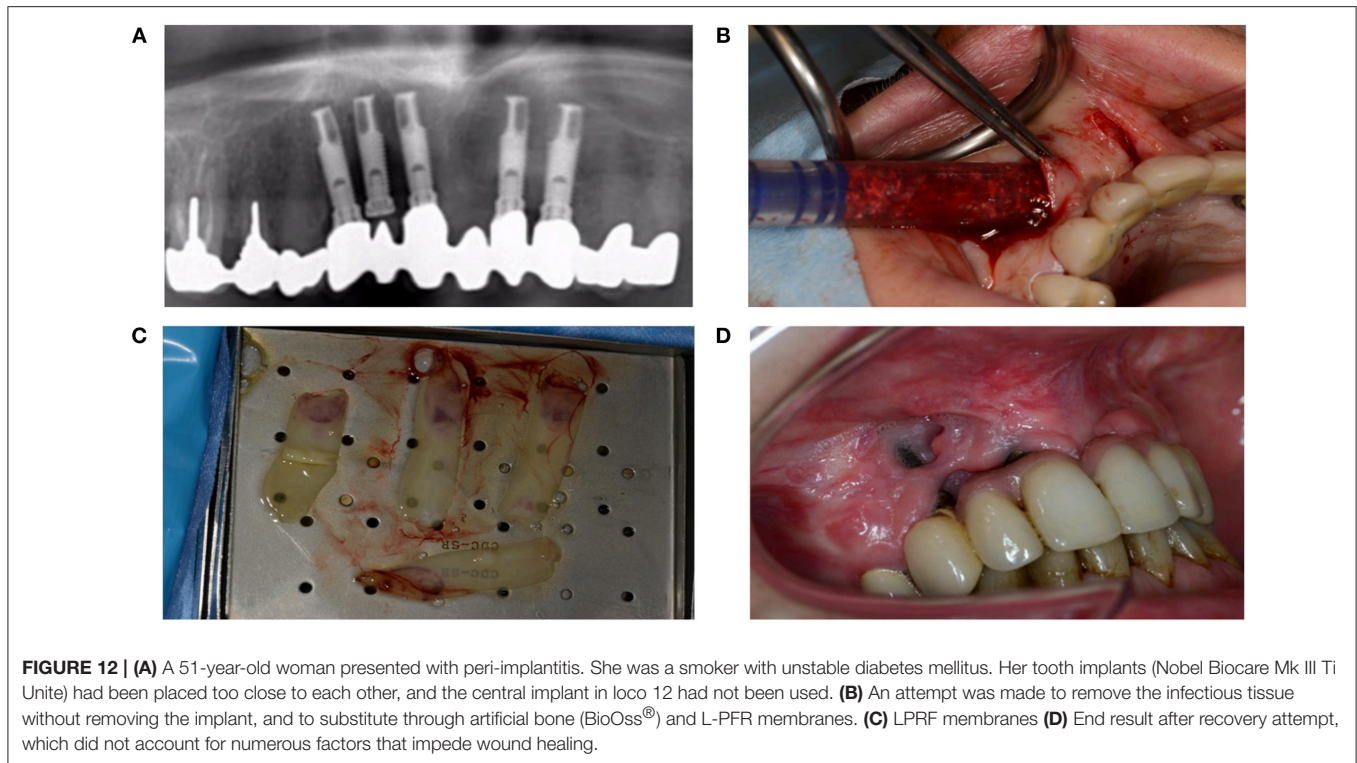 A
B
C
D
CDC-SR
CDC-SR
FIGURE 12 | (A) A 51-year-old woman presented with peri-implantitis. She was a smoker with unstable diabetes mellitus. Her tooth implants (Nobel Biocare Mk III Ti
Unite) had been placed too close to each other, and the central implant in loco 12 had not been used. (B) An attempt was made to remove the infectious tissue
without removing the implant, and to substitute through artificial bone (BioOss®) and L-PFR membranes. (C) LPRF membranes (D) End result after recovery attempt,
which did not account for numerous factors that impede wound healing.